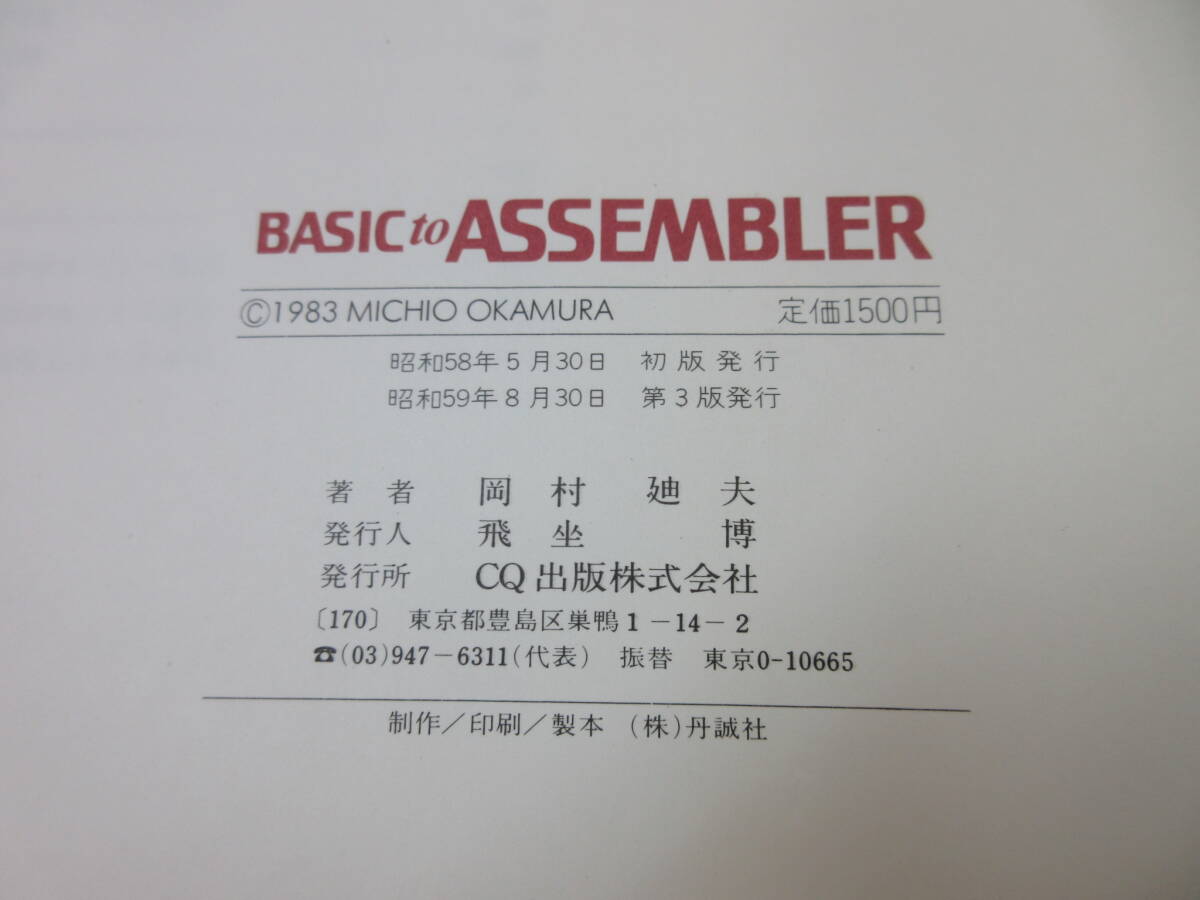 BASIC to ASSEMBLER
©1983 MICHIO OKAMURA 定価1500円
昭和58年5月30日 初版発行
昭和59年8月30日 第3版発行
著者 岡村 廸夫
発行人 飛坐 博
発行所 CQ出版株式会社
〔170〕 東京都豊島区巣鴨1-14-2
☎(03)947-6311(代表) 振替 東京0-10665
制作/印刷/製本 (株)丹誠社